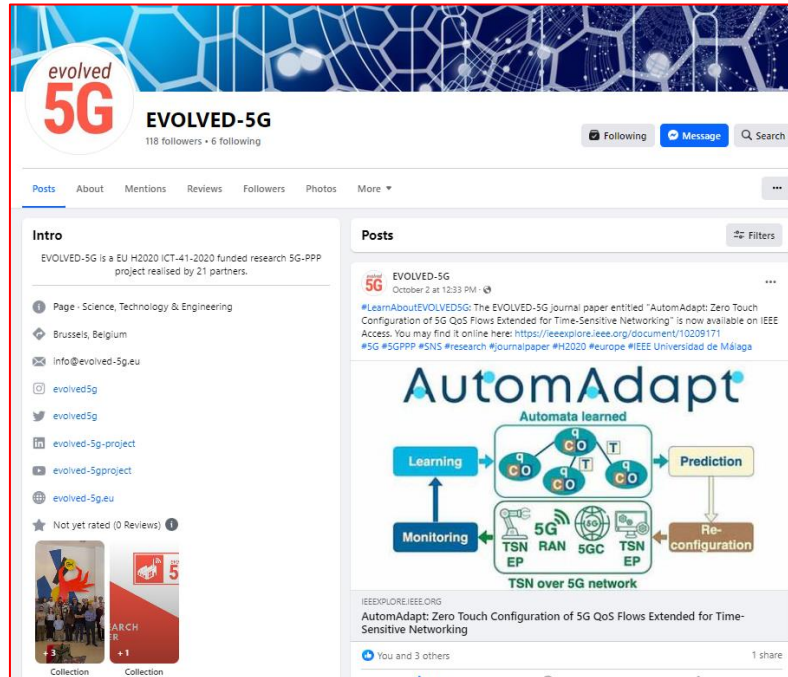 evolved
5G
EVOLVED-5G
118 followers • 6 following
Following
Message
Search
Posts
About
Mentions
Reviews
Followers
Photos
More
Intro
EVOLVED-5G is a EU H2020 ICT-41-2020 funded research 5G-PPP
project realised by 21 partners.
Page · Science, Technology & Engineering
Brussels, Belgium
info@evolved-5g.eu
evolved5g
evolved5g
evolved-5g-project
evolved-5gproject
evolved-5g.eu
Not yet rated (0 Reviews)
+3
Collection
ARCH
+1
Collection
Posts
Filters
evolved
5G
EVOLVED-5G
October 2 at 12:33 PM ·
#LearnAboutEVOLVED5G: The EVOLVED-5G journal paper entitled "AutomAdapt: Zero Touch
Configuration of 5G QoS Flows Extended for Time-Sensitive Networking" is now available on IEEE
Access. You may find it online here: https://ieeexplore.ieee.org/document/10209171
#5G #5GPPP #SNS #research #journalpaper #H2020 #europe #IEEE Universidad de Málaga
AutomAdapt
Automata learned
Learning
q
C O
T
q
C O
T
q
C O
q
C O
Prediction
Monitoring
TSN
EP
5G
RAN
5G
5GC
TSN
EP
Re-
configuration
TSN over 5G network
IEEEXPLORE.IEEE.ORG
AutomAdapt: Zero Touch Configuration of 5G QoS Flows Extended for Time-
Sensitive Networking
You and 3 others
1 share